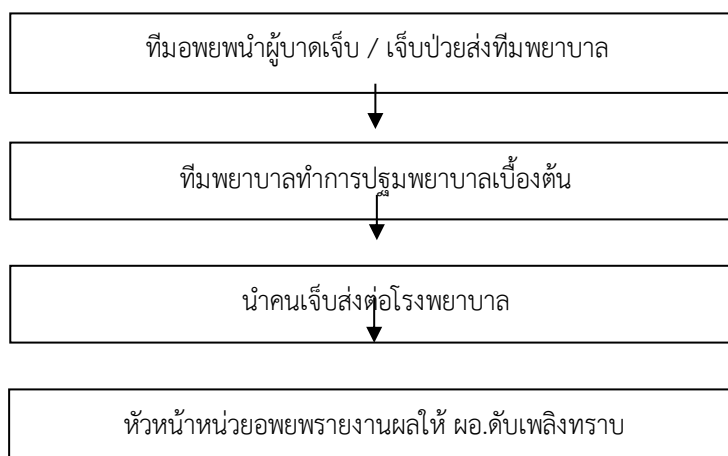 ทีมอพยพนำผู้บาดเจ็บ / เจ็บป่วยส่งทีมพยาบาล
ทีมพยาบาลทำการปฐมพยาบาลเบื้องต้น
นำคนเจ็บส่งต่อโรงพยาบาล
หัวหน้าหน่วยอพยพรายงานผลให้ ผอ.ดับเพลิงทราบ